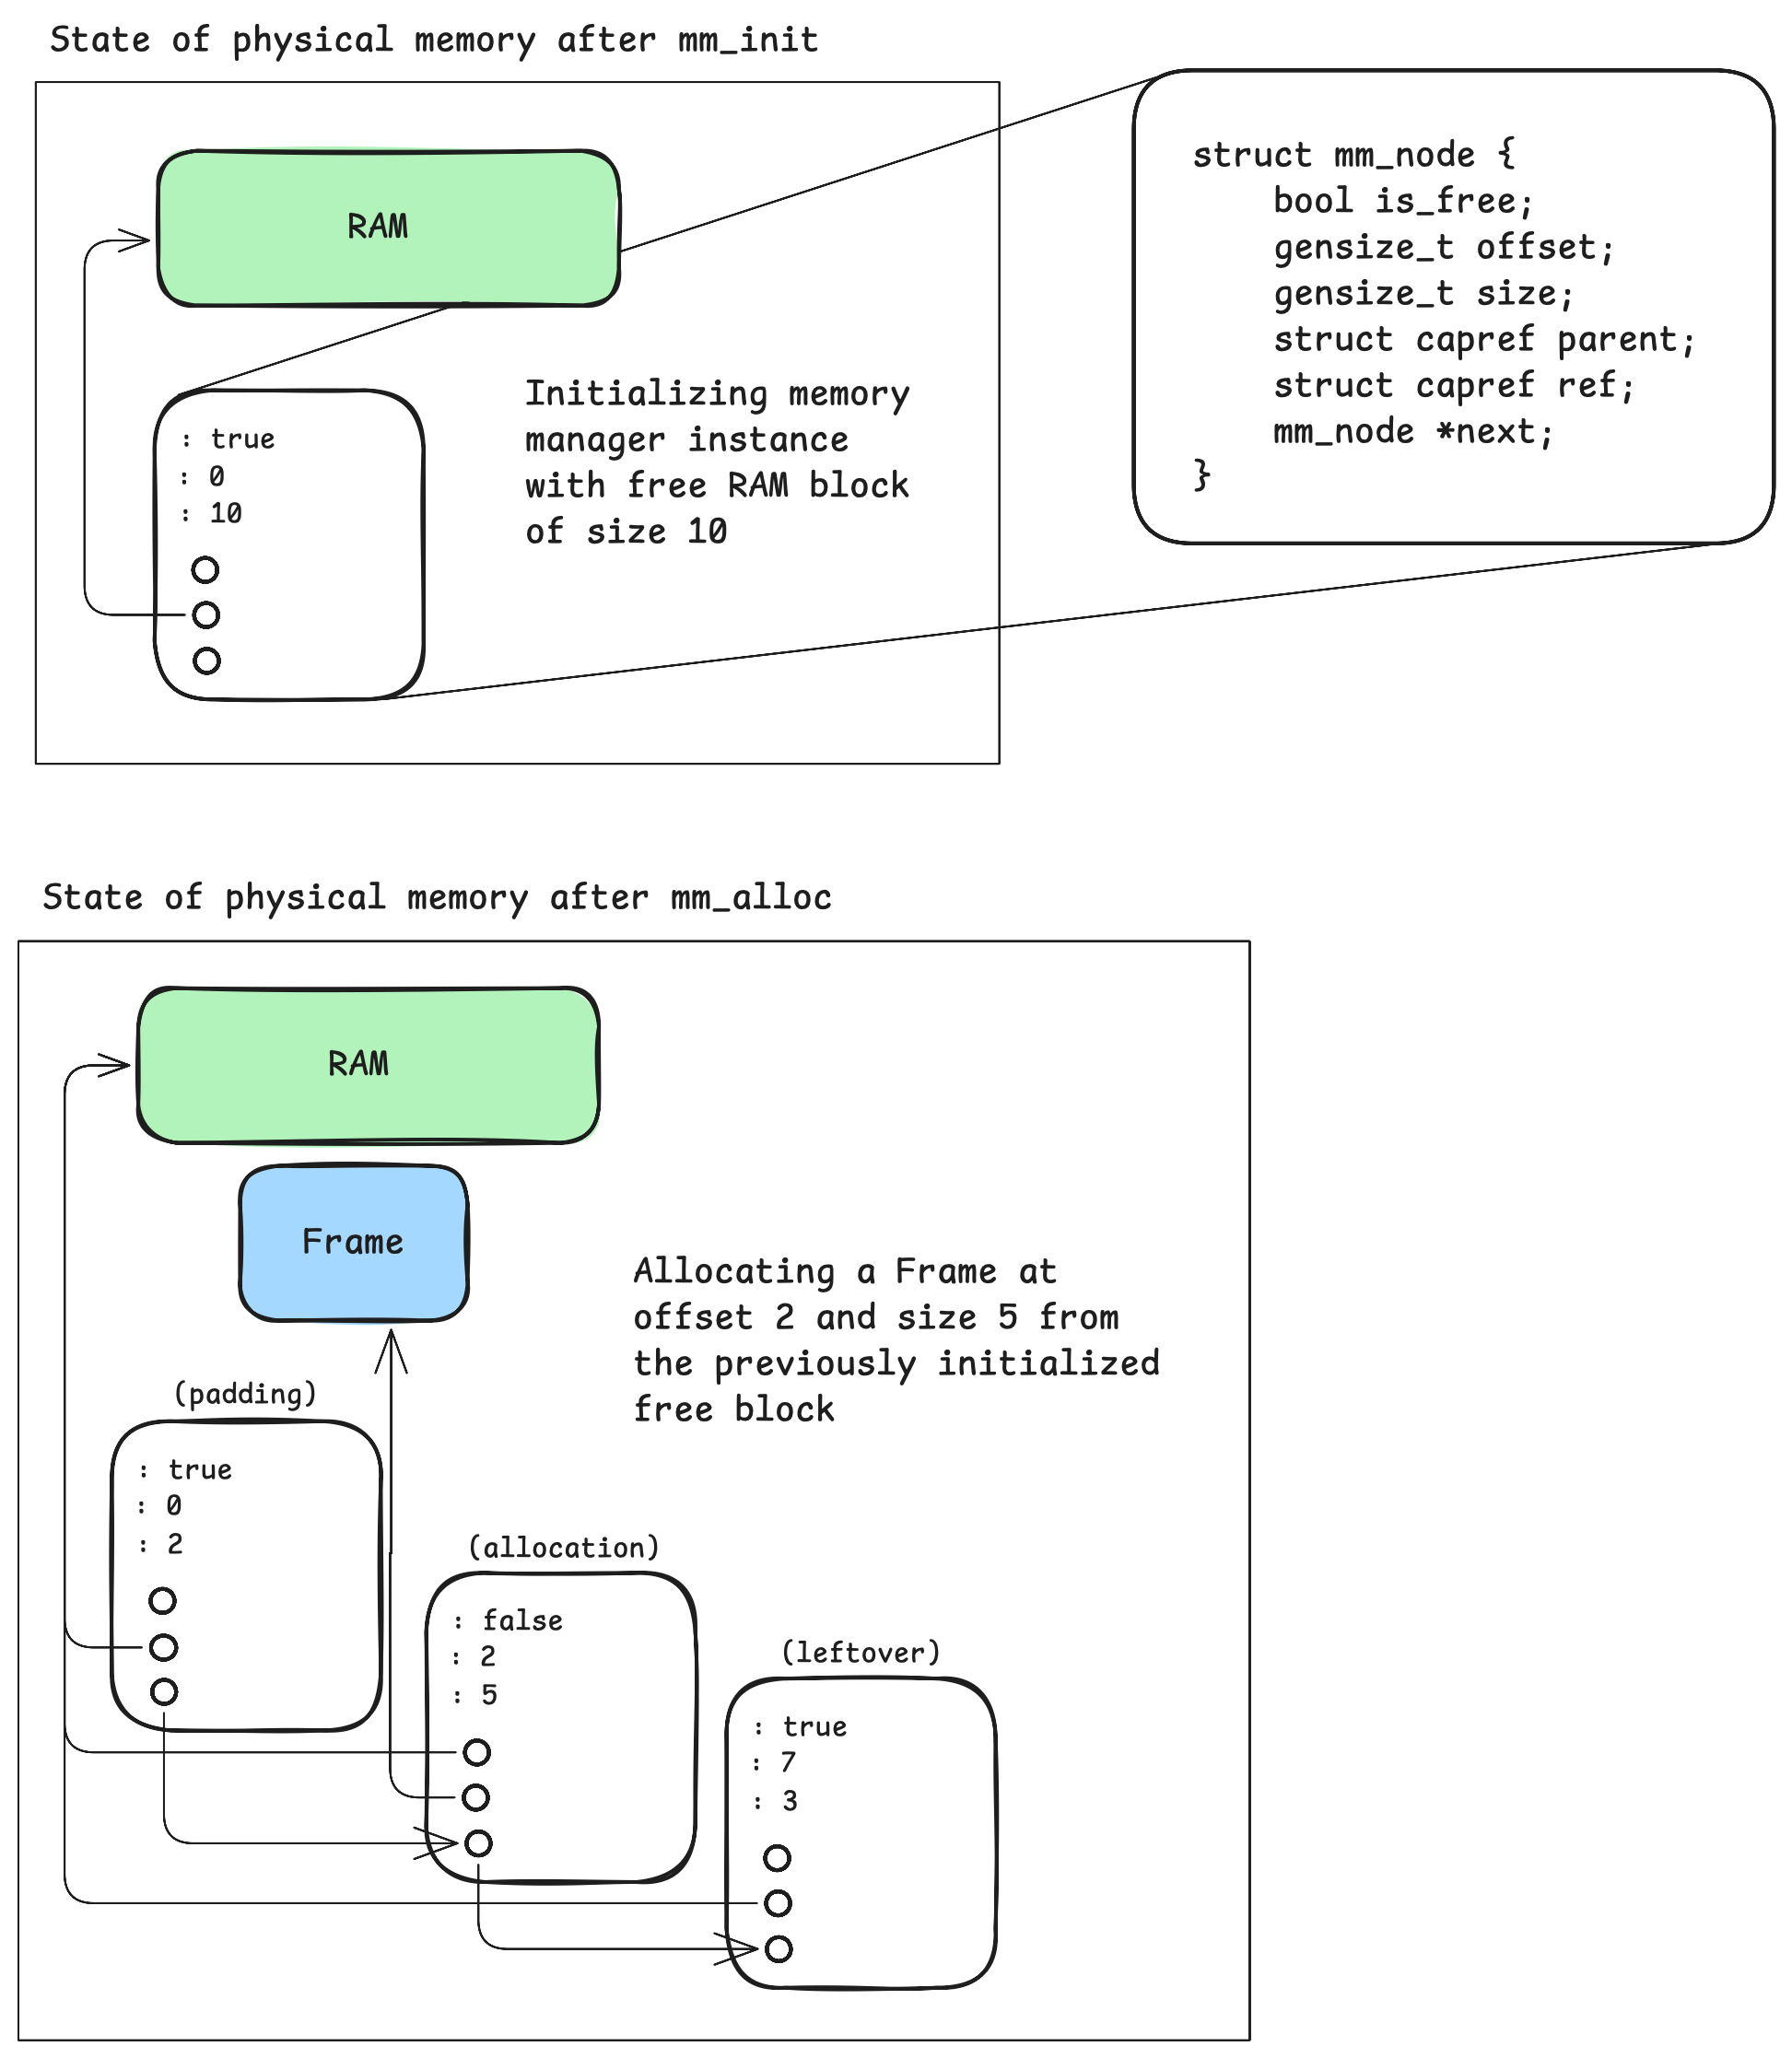 State of physical memory after mm_init
RAM
struct mm_node {
bool is_free;
gensize_t offset;
gensize_t size;
struct capref parent;
struct capref ref;
mm_node *next;
}
: true
: 0
: 10
Initializing memory
manager instance
with free RAM block
of size 10
State of physical memory after mm_alloc
RAM
Frame
Allocating a Frame at
offset 2 and size 5 from
the previously initialized
free block
(padding)
: true
: 0
: 2
(allocation)
: false
: 2
: 5
(leftover)
: true
: 7
: 3